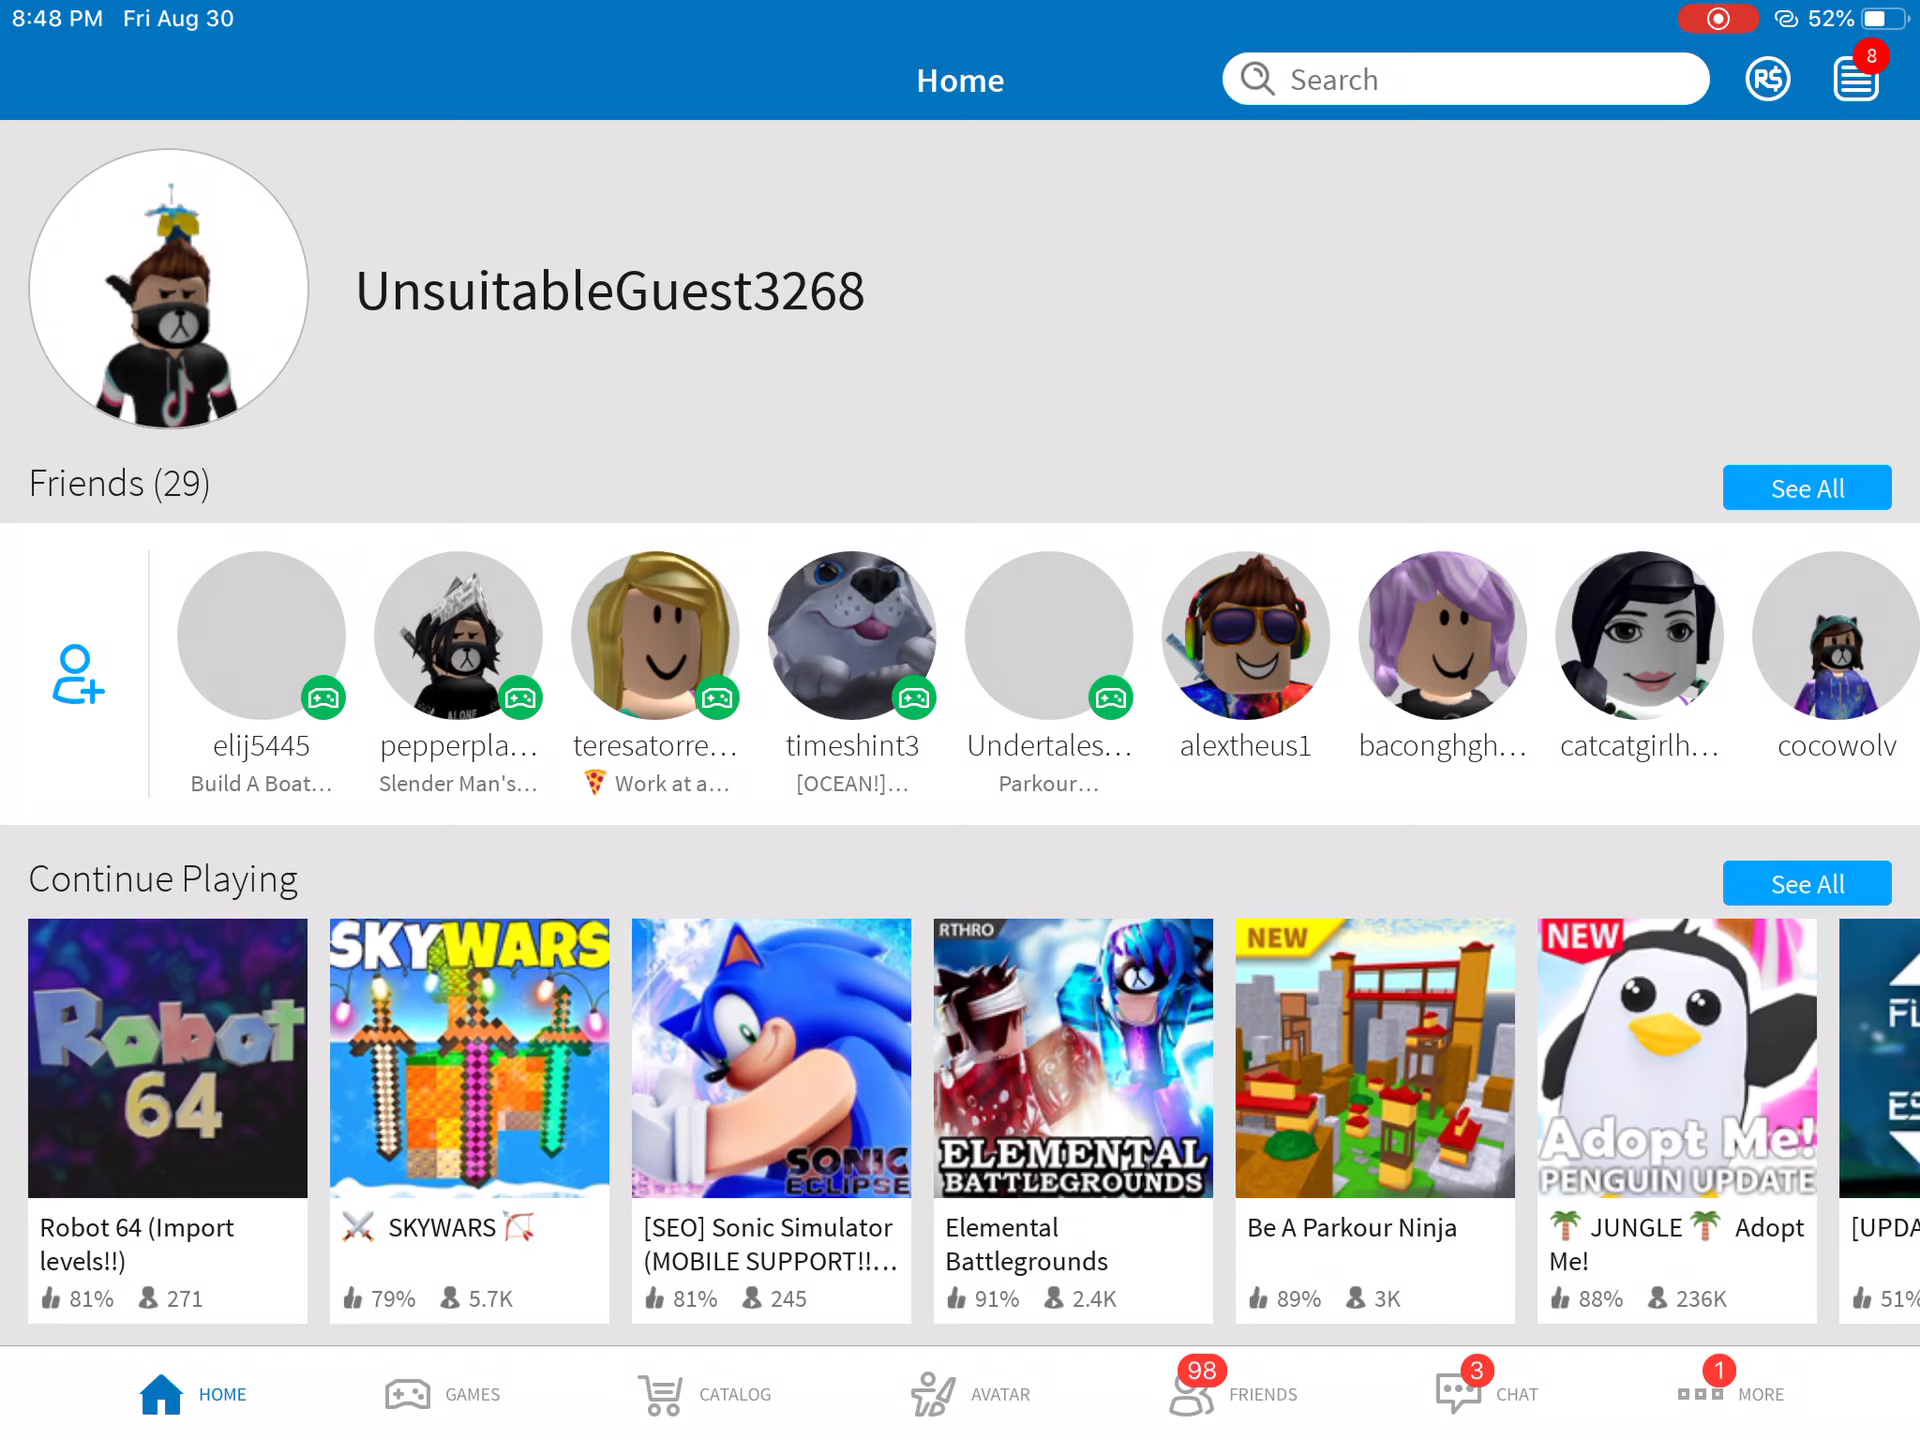 8:48 PM Fri Aug 30
52%
Home
Search
R$
8
UnsuitableGuest3268
Friends (29)
See All
elij5445
Build A Boat...
pepperpla...
Slender Man's...
teresatorre...
🍕 Work at a...
timeshint3
[OCEAN!]...
Undertales...
Parkour...
alextheus1
baconghgh...
catcatgirlh...
cocowolv
ALONE
Continue Playing
See All
Robot
64
Robot 64 (Import
levels!!)
81% 271
SKYWARS
⚔️ SKYWARS 🏹
79% 5.7K
SONIC
ECLIPSE
[SEO] Sonic Simulator
(MOBILE SUPPORT!!...
81% 245
RTHRO
ELEMENTAL
BATTLEGROUNDS
Elemental
Battlegrounds
91% 2.4K
NEW
Be A Parkour Ninja
89% 3K
NEW
Adopt Me!
PENGUIN UPDATE
🌴 JUNGLE 🌴 Adopt
Me!
88% 236K
FL
ES
[UPDA
51%
HOME
GAMES
CATALOG
AVATAR
98
FRIENDS
3
CHAT
1
MORE